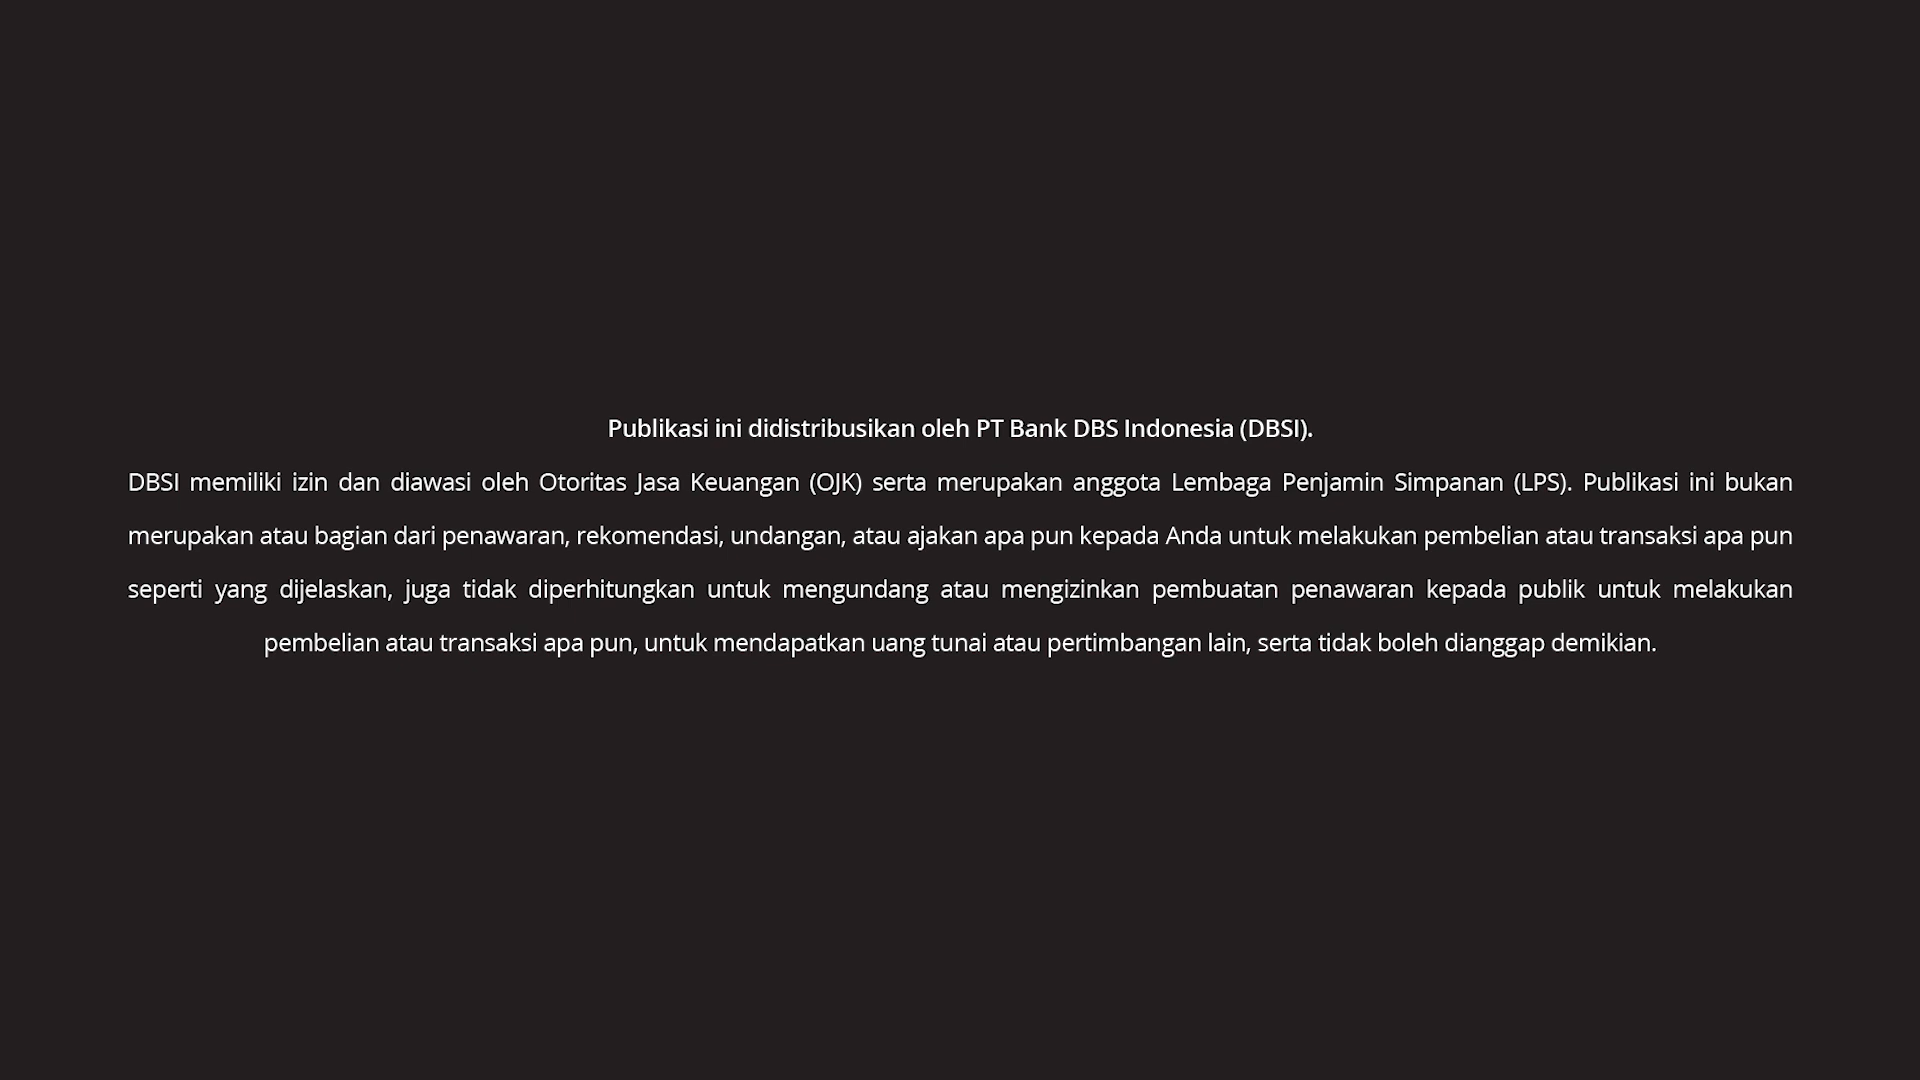 Publikasi ini didistribusikan oleh PT Bank DBS Indonesia (DBSI).
DBSI memiliki izin dan diawasi oleh Otoritas Jasa Keuangan (OJK) serta merupakan anggota Lembaga Penjamin Simpanan (LPS). Publikasi ini bukan
merupakan atau bagian dari penawaran, rekomendasi, undangan, atau ajakan apa pun kepada Anda untuk melakukan pembelian atau transaksi apa pun
seperti yang dijelaskan, juga tidak diperhitungkan untuk mengundang atau mengizinkan pembuatan penawaran kepada publik untuk melakukan
pembelian atau transaksi apa pun, untuk mendapatkan uang tunai atau pertimbangan lain, serta tidak boleh dianggap demikian.